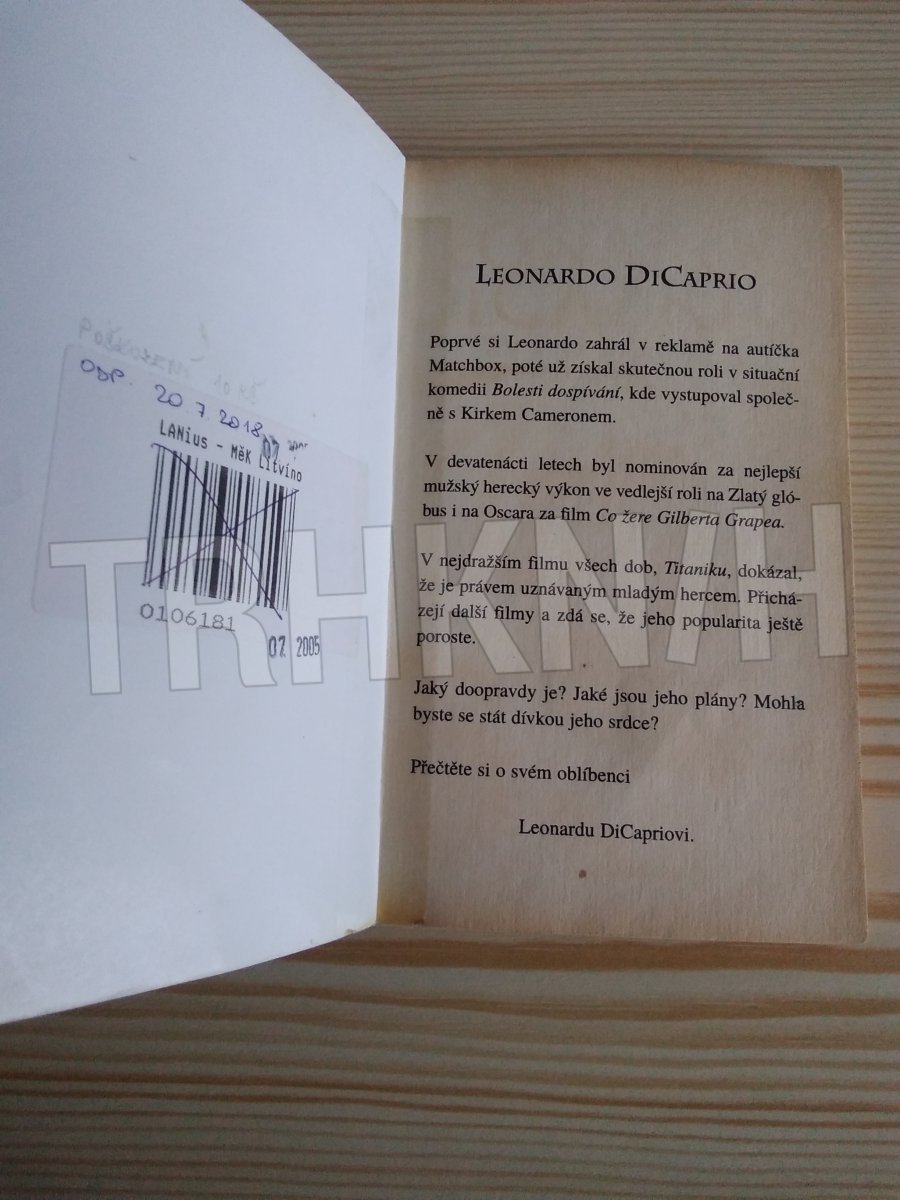 Poškozeno 10 Kč
Odp. 20 7 2018
LANius - MěK Litvíno
0106181
07. 2005
LEONARDO DICAPRIO
Poprvé si Leonardo zahrál v reklamě na autíčka
Matchbox, poté už získal skutečnou roli v situační
komedii Bolesti dospívání, kde vystupoval společ-
ně s Kirkem Cameronem.
V devatenácti letech byl nominován za nejlepší
mužský herecký výkon ve vedlejší roli na Zlatý gló-
bus i na Oscara za film Co žere Gilberta Grapea.
V nejdražším filmu všech dob, Titaniku, dokázal,
že je právem uznávaným mladým hercem. Přichá-
zejí další filmy a zdá se, že jeho popularita ještě
poroste.
Jaký doopravdy je? Jaké jsou jeho plány? Mohla
byste se stát dívkou jeho srdce?
Přečtěte si o svém oblíbenci
Leonardu DiCapriovi.
TRHKNIH